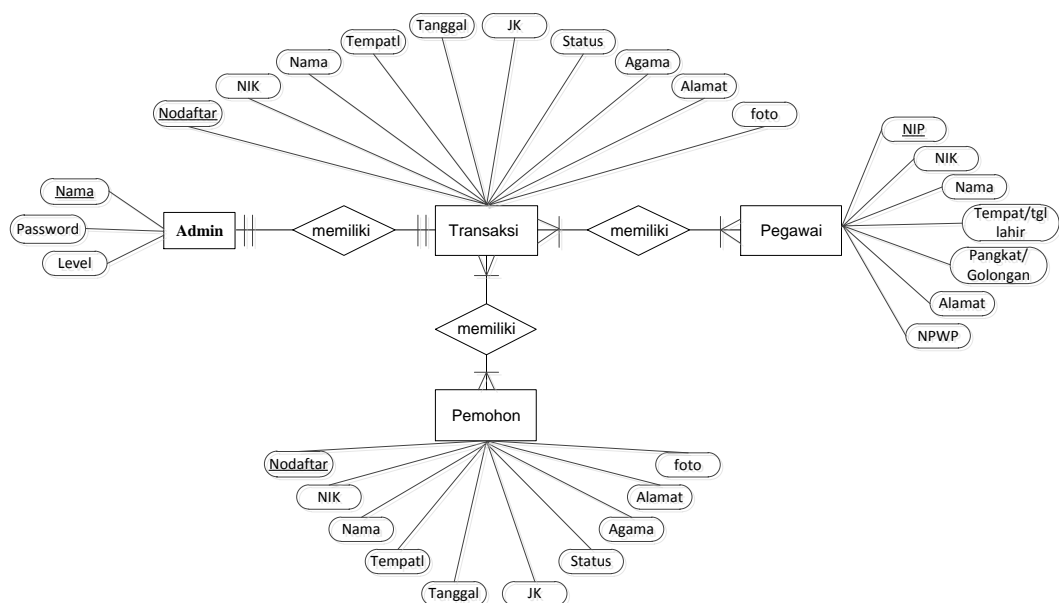 Tanggal
JK
Tempatl
Status
Nama
Agama
NIK
Alamat
Nodaftar
foto
NIP
NIK
Nama
Nama
Password
Admin
memiliki
Transaksi
memiliki
Pegawai
Tempat/tgl
lahir
Level
Pangkat/
Golongan
Alamat
NPWP
memiliki
Pemohon
Nodaftar
foto
NIK
Alamat
Nama
Agama
Tempatl
Status
Tanggal
JK